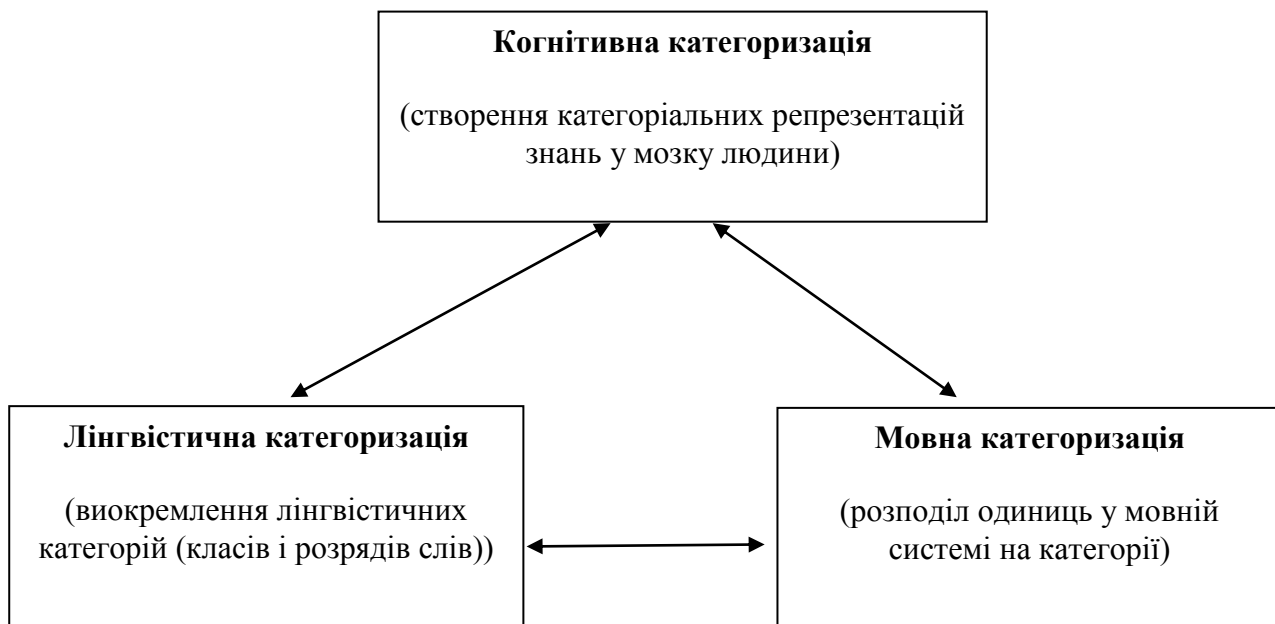 Когнітивна категоризація
(створення категоріальних репрезентацій
знань у мозку людини)
Лінгвістична категоризація
(виокремлення лінгвістичних
категорій (класів і розрядів слів))
Мовна категоризація
(розподіл одиниць у мовній
системі на категорії)